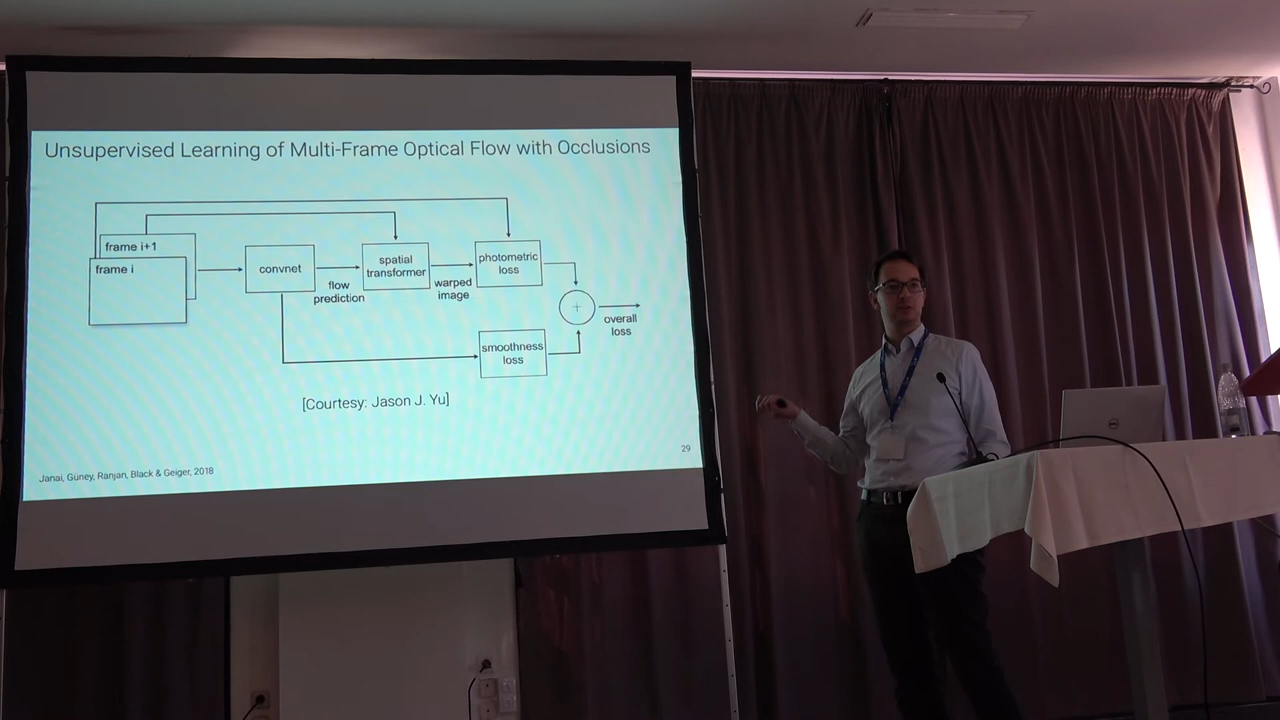 Unsupervised Learning of Multi-Frame Optical Flow with Occlusions
frame i+1
frame i
convnet
flow
prediction
spatial
transformer
warped
image
photometric
loss
+
overall
loss
smoothness
loss
[Courtesy: Jason J. Yu]
29
Janai, Güney, Ranjan, Black & Geiger, 2018
DELL